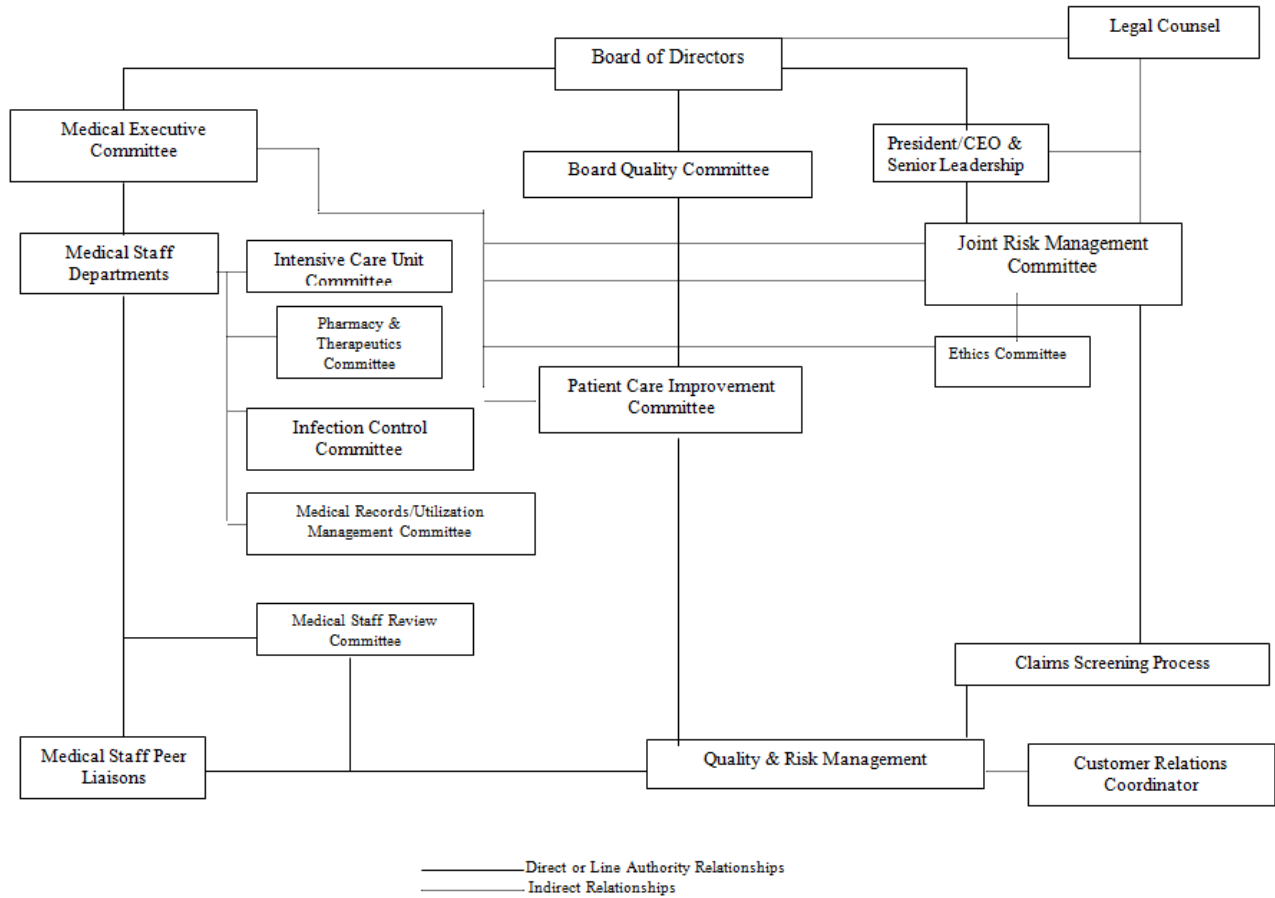 Legal Counsel
Board of Directors
Medical Executive
Committee
President/CEO &
Senior Leadership
Board Quality Committee
Medical Staff
Departments
Intensive Care Unit
Committee
Joint Risk Management
Committee
Pharmacy &
Therapeutics
Committee
Ethics Committee
Patient Care Improvement
Committee
Infection Control
Committee
Medical Records/Utilization
Management Committee
Medical Staff Review
Committee
Claims Screening Process
Medical Staff Peer
Liaisons
Quality & Risk Management
Customer Relations
Coordinator
Direct or Line Authority Relationships
Indirect Relationships